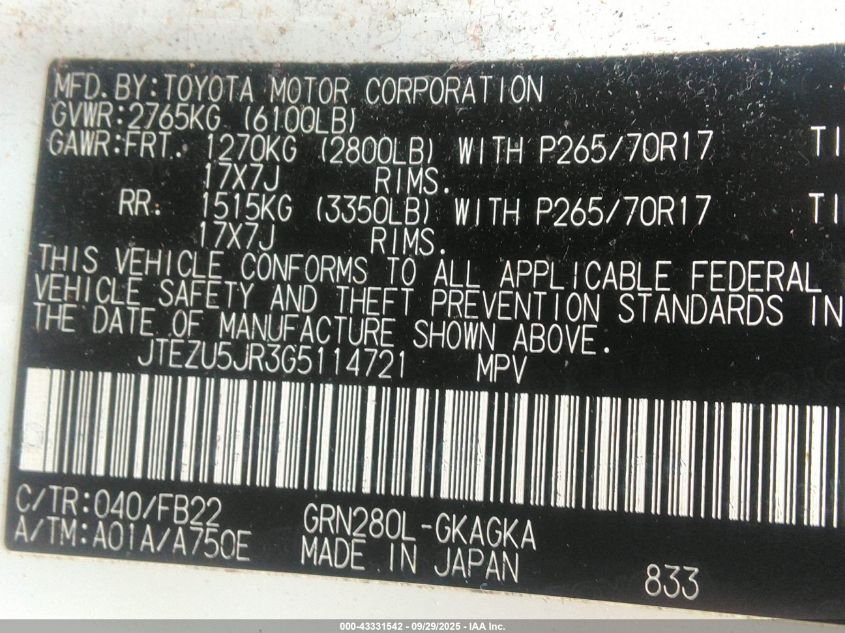 MFD. BY: TOYOTA MOTOR CORPORATION
GVWR: 2765KG (6100LB)
GAWR: FRT. 1270KG (2800LB) WITH P265/70R17 TI
17X7J RIMS.
RR. 1515KG (3350LB) WITH P265/70R17 TI
17X7J RIMS.
THIS VEHICLE CONFORMS TO ALL APPLICABLE FEDERAL
VEHICLE SAFETY AND THEFT PREVENTION STANDARDS IN
THE DATE OF MANUFACTURE SHOWN ABOVE.
JTEZU5JR3G5114721 MPV
C/TR: 040/FB22 GRN280L-GKAGKA
A/TM: A01A/A750E MADE IN JAPAN 833
000-43331542 / 09/29/2025 - IAA Inc.